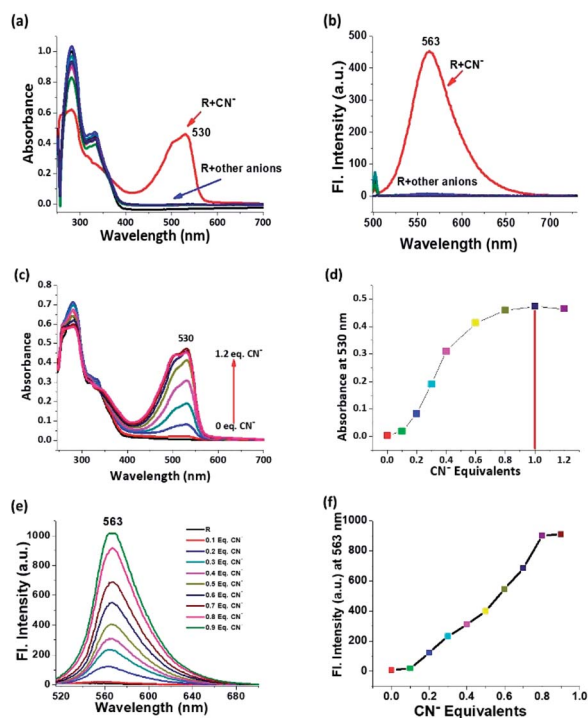 (a)
1.0
0.8
0.6
0.4
0.2
0.0
Absorbance
R+CN⁻
530
R+other anions
300 400 500 600 700
Wavelength (nm)
(b)
500
400
300
200
100
0
Fl. Intensity (a.u.)
563
R+CN⁻
R+other anions
500 550 600 650 700
Wavelength (nm)
(c)
0.8
0.7
0.6
0.5
0.4
0.3
0.2
0.1
0.0
Absorbance
530
1.2 eq. CN⁻
0 eq. CN⁻
300 400 500 600 700
Wavelength (nm)
(d)
0.6
0.5
0.4
0.3
0.2
0.1
0.0
Absorbance at 530 nm
0.0 0.2 0.4 0.6 0.8 1.0 1.2
CN⁻ Equivalents
(e)
1000
800
600
400
200
0
Fl. Intensity (a.u.)
563
R
0.1 Eq. CN⁻
0.2 Eq. CN⁻
0.3 Eq. CN⁻
0.4 Eq. CN⁻
0.5 Eq. CN⁻
0.6 Eq. CN⁻
0.7 Eq. CN⁻
0.8 Eq. CN⁻
0.9 Eq. CN⁻
520 560 600 640 680
Wavelength (nm)
(f)
1000
800
600
400
200
0
Fl. Intensity (a.u.) at 563 nm
0.0 0.2 0.4 0.6 0.8 1.0
CN⁻ Equivalents